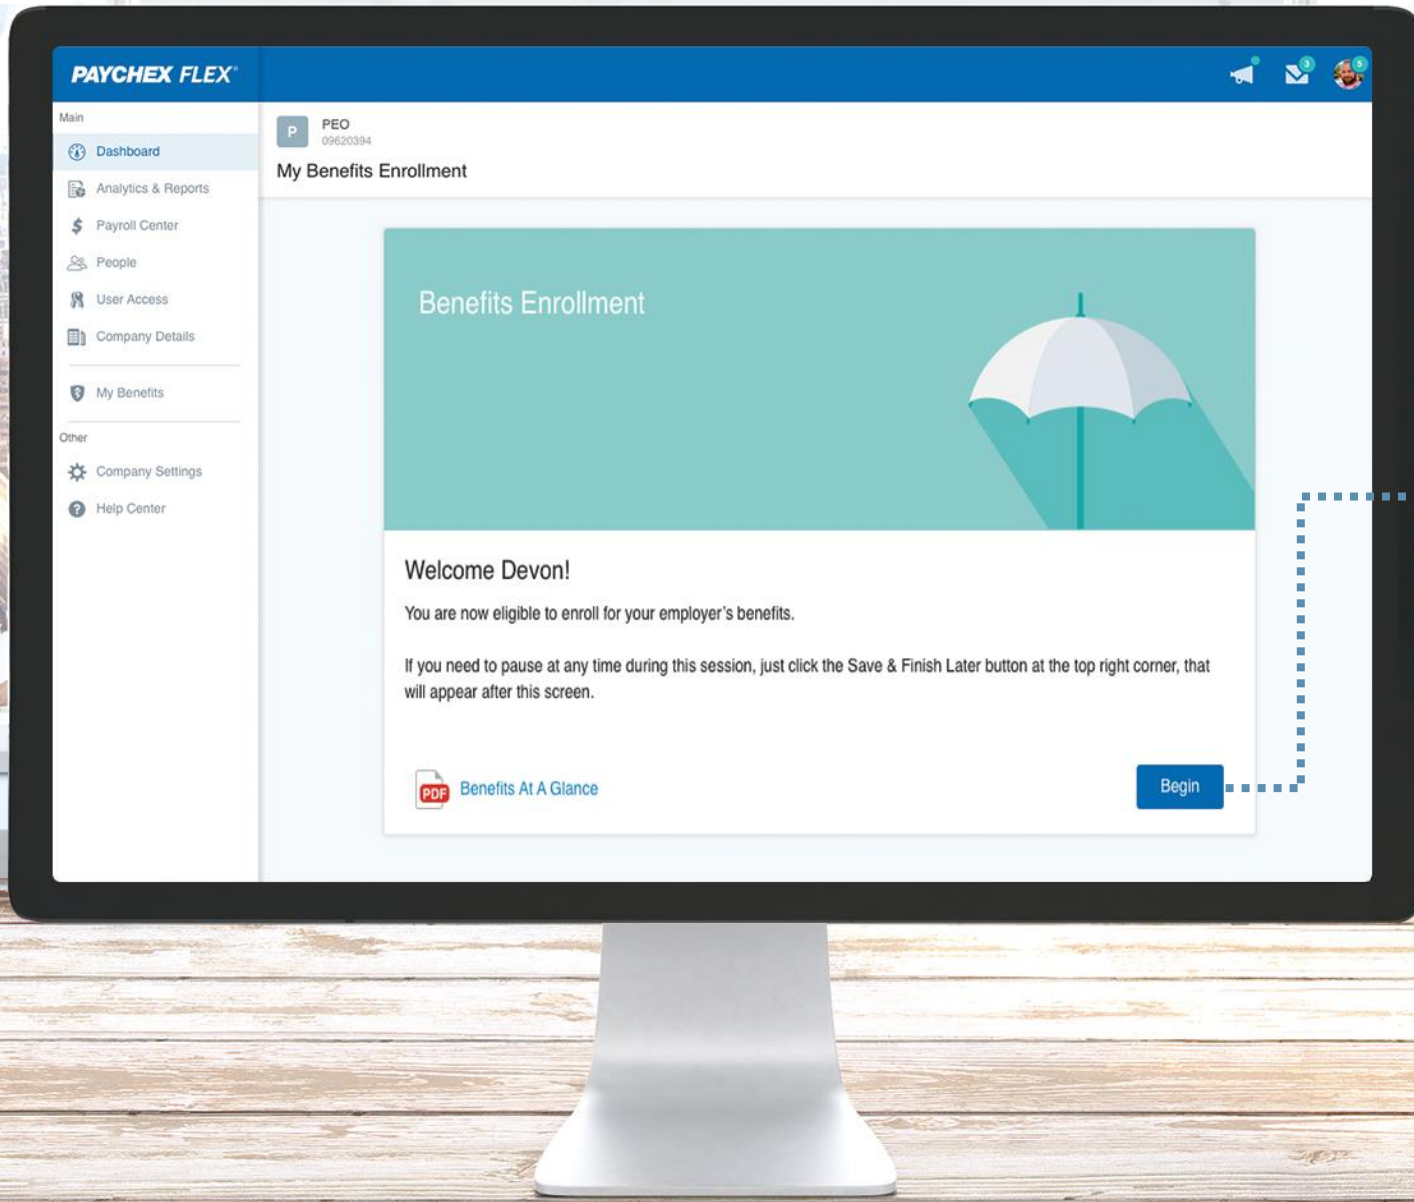 PAYCHEX FLEX®
3
5
Main
Dashboard
Analytics & Reports
Payroll Center
People
User Access
Company Details
My Benefits
Other
Company Settings
Help Center
P
PEO
09620394
My Benefits Enrollment
Benefits Enrollment
Welcome Devon!
You are now eligible to enroll for your employer's benefits.
If you need to pause at any time during this session, just click the Save & Finish Later button at the top right corner, that
will appear after this screen.
PDF
Benefits At A Glance
Begin